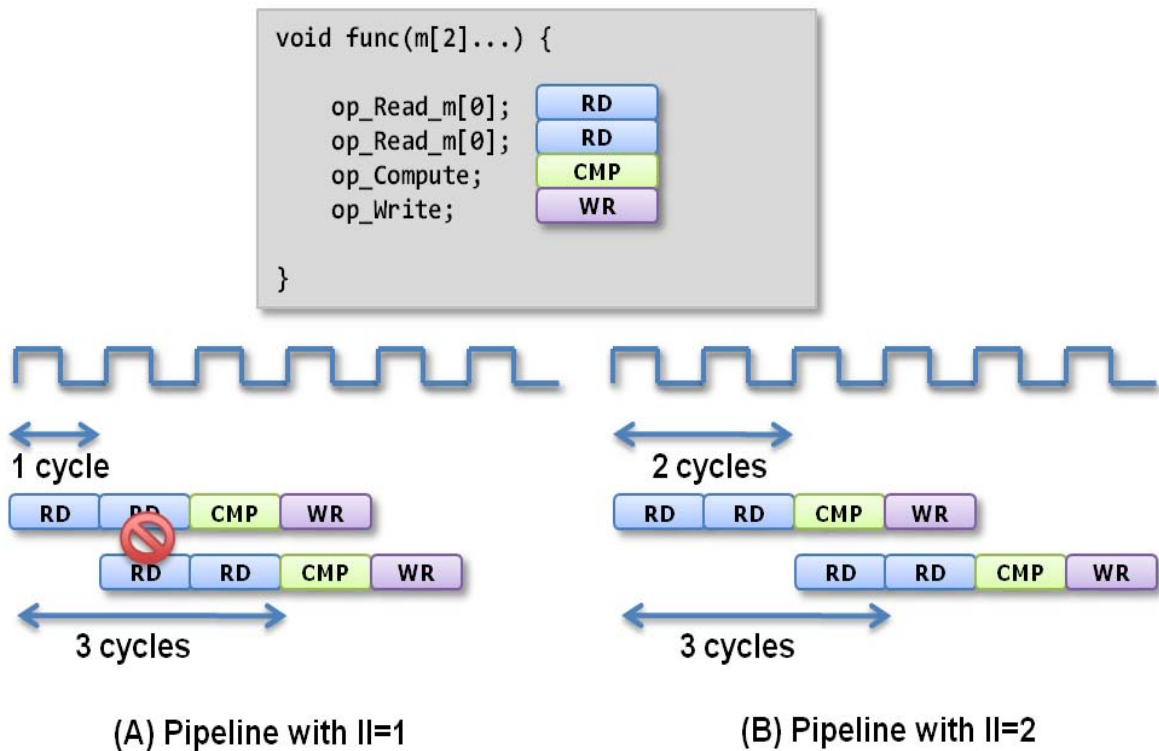 void func(m[2]...) {
op_Read_m[0]; RD
op_Read_m[0]; RD
op_Compute; CMP
op_Write; WR
}
1 cycle
RD RD CMP WR
RD RD CMP WR
3 cycles
(A) Pipeline with II=1
2 cycles
RD RD CMP WR
RD RD CMP WR
3 cycles
(B) Pipeline with II=2